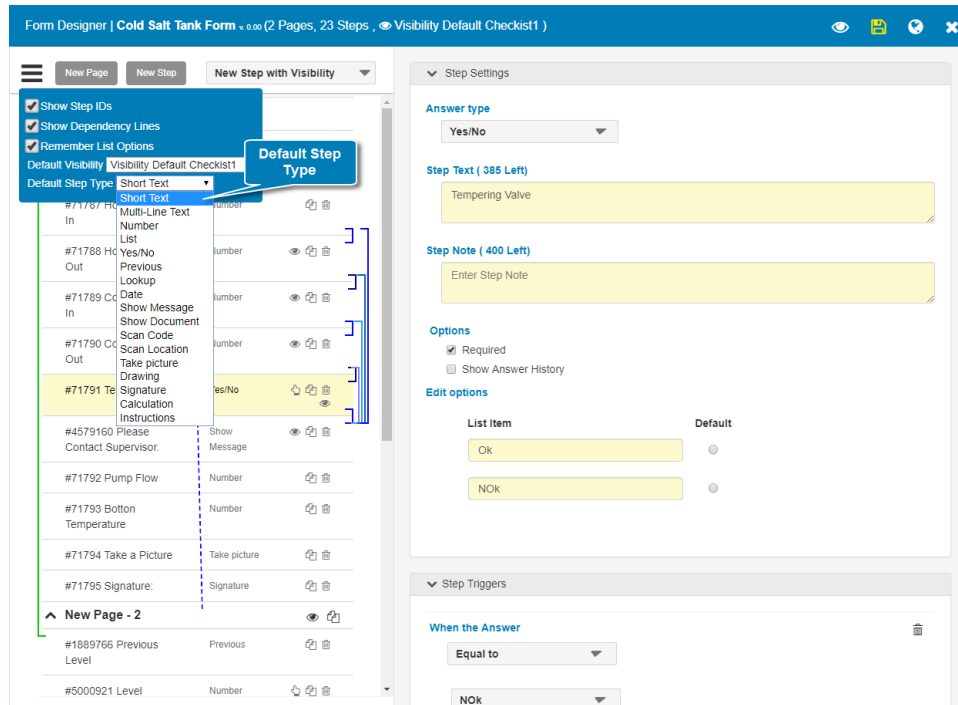 Form Designer | Cold Salt Tank Form v. 0.00 (2 Pages, 23 Steps , Visibility Default Checkist1 )
New Page New Step New Step with Visibility
Show Step IDs
Show Dependency Lines
Remember List Options
Default Visibility Visibility Default Checkist1
Default Step Type Short Text
Default Step
Type
Short Text
Multi-Line Text
Number
List
Yes/No
Previous
Lookup
Date
Show Message
Show Document
Scan Code
Scan Location
Take picture
Drawing
Signature
Calculation
Instructions
#71787 Number
In
#71788 Number
Out
#71789 Number
In
#71790 Number
Out
#71791 Yes/No
#4579160 Please Show
Contact Supervisor. Message
#71792 Pump Flow Number
#71793 Botton Number
Temperature
#71794 Take a Picture Take picture
#71795 Signature: Signature
New Page - 2
#1889766 Previous Previous
Level
#5000921 Level Number
Step Settings
Answer type
Yes/No
Step Text ( 385 Left)
Tempering Valve
Step Note ( 400 Left)
Enter Step Note
Options
Required
Show Answer History
Edit options
List Item Default
Ok
NOk
Step Triggers
When the Answer
Equal to
NOk